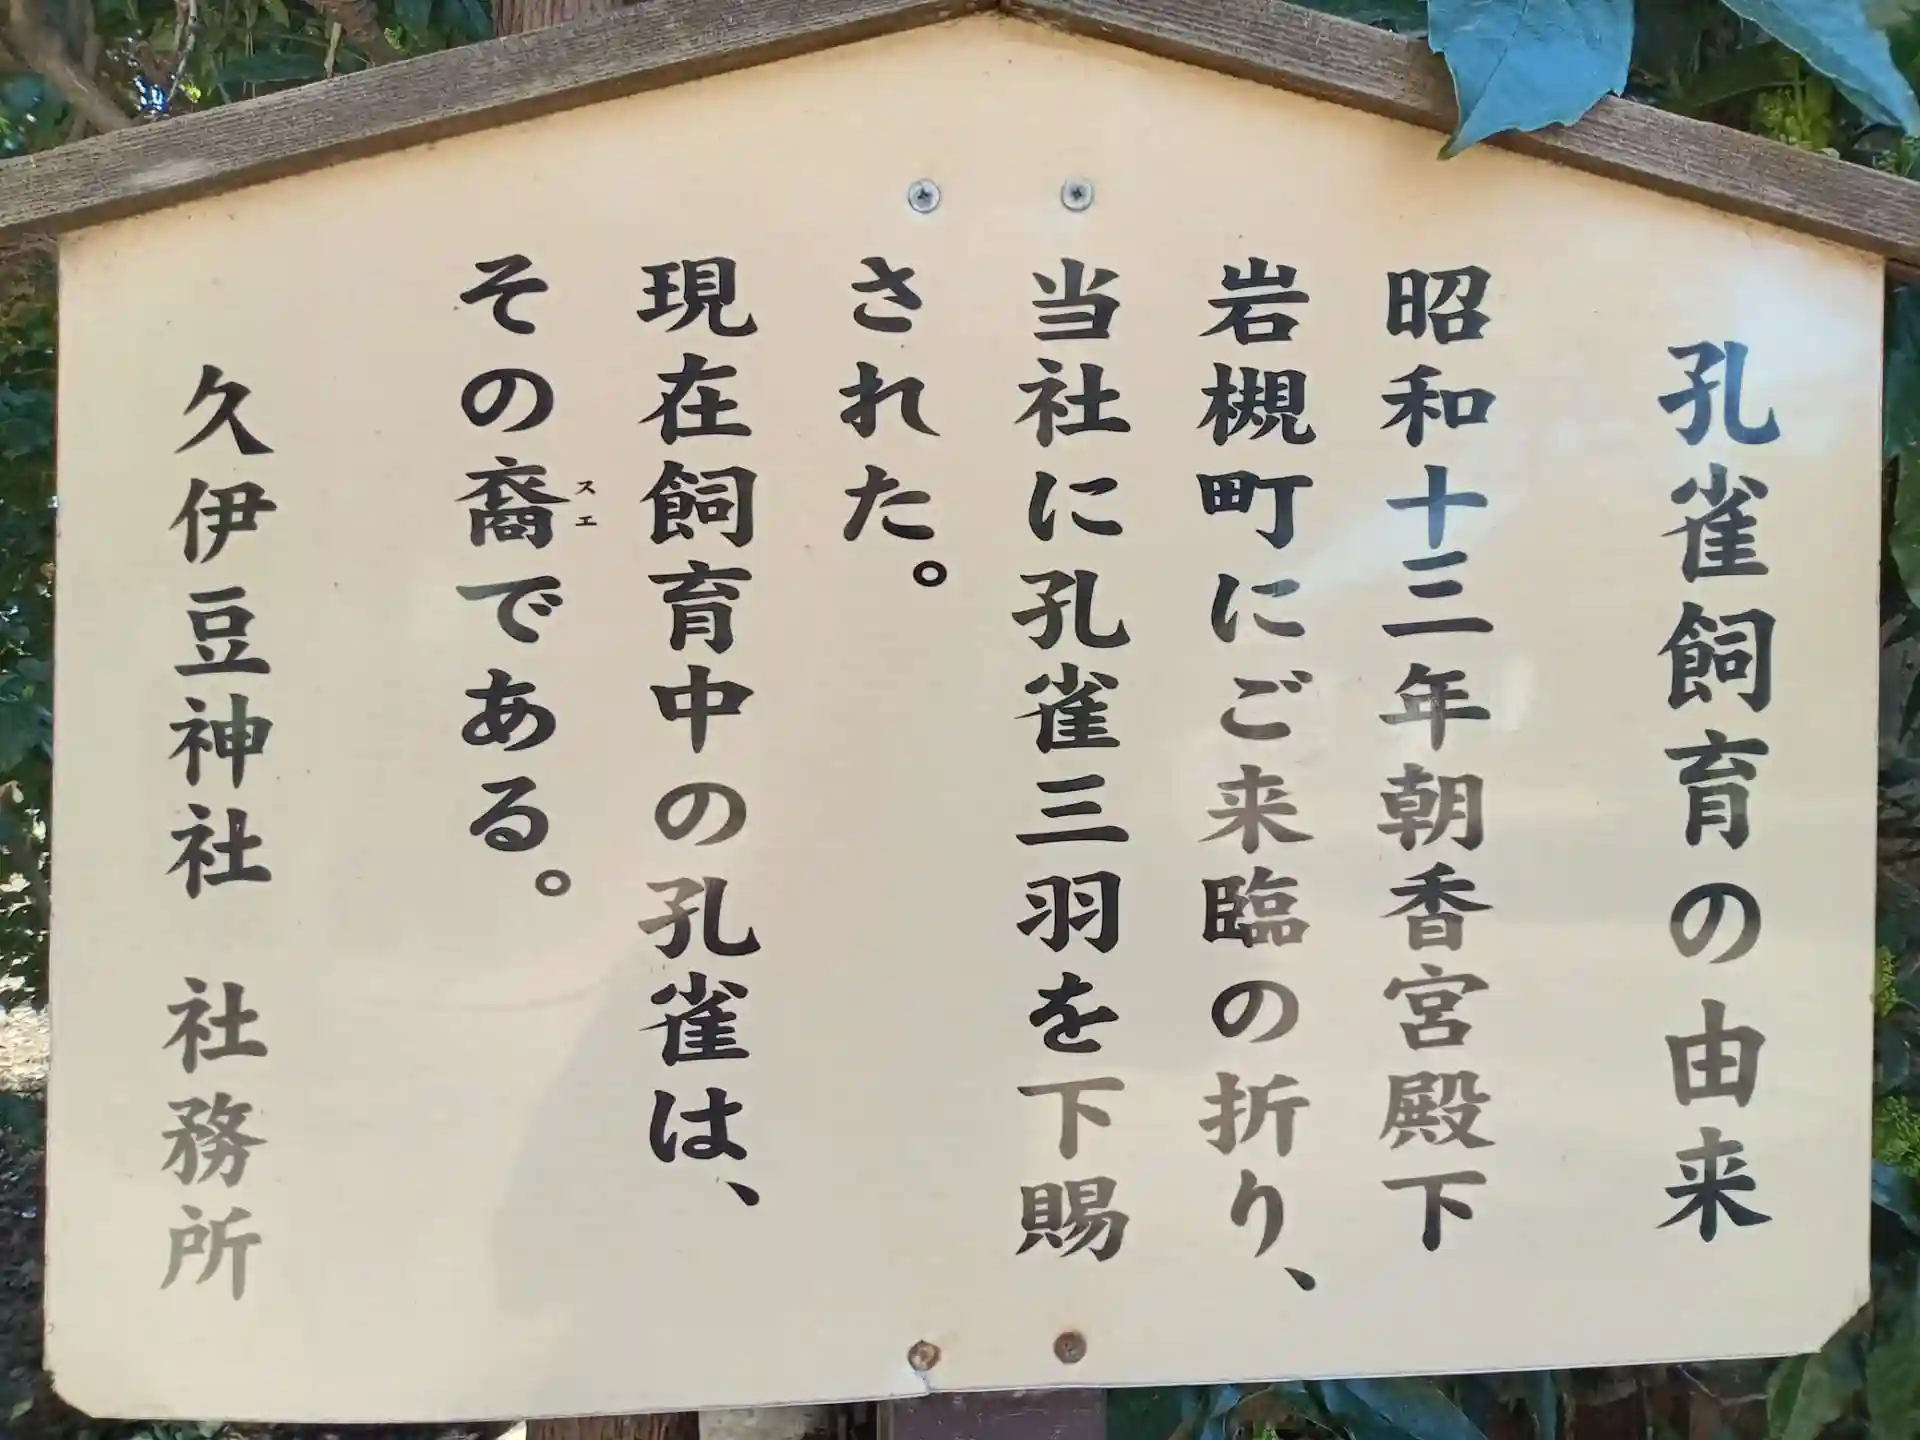 孔雀飼育の由来
昭和十三年朝香宮殿下
岩槻町にご来臨の折り、
当社に孔雀三羽を下賜
された。
現在飼育中の孔雀は、
その裔スエである。
久伊豆神社 社務所